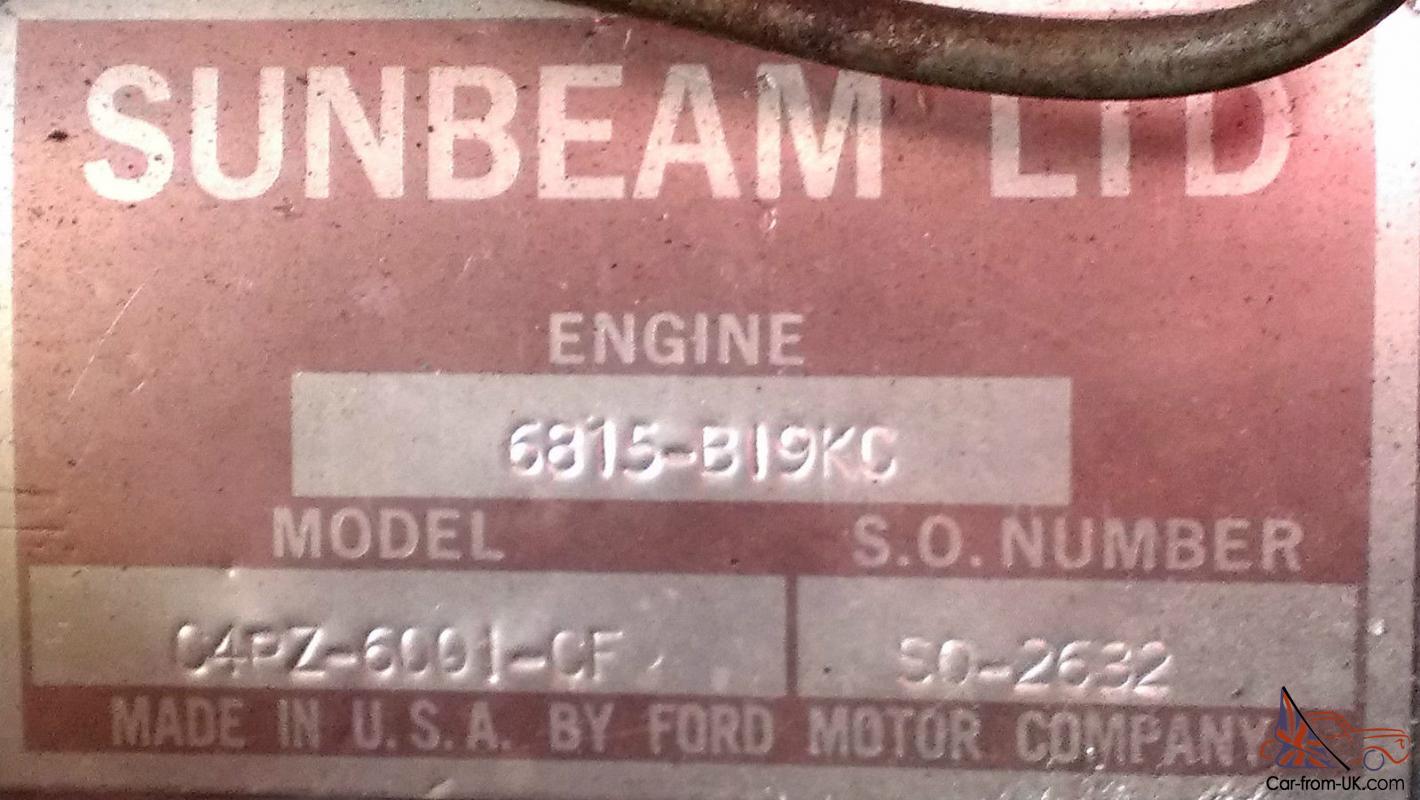 SUNBEAM LTD
ENGINE
6815-B19KC
MODEL S.O. NUMBER
C4PZ-6001-CF SO-2632
MADE IN U.S.A. BY FORD MOTOR COMPANY
Car-from-UK.com